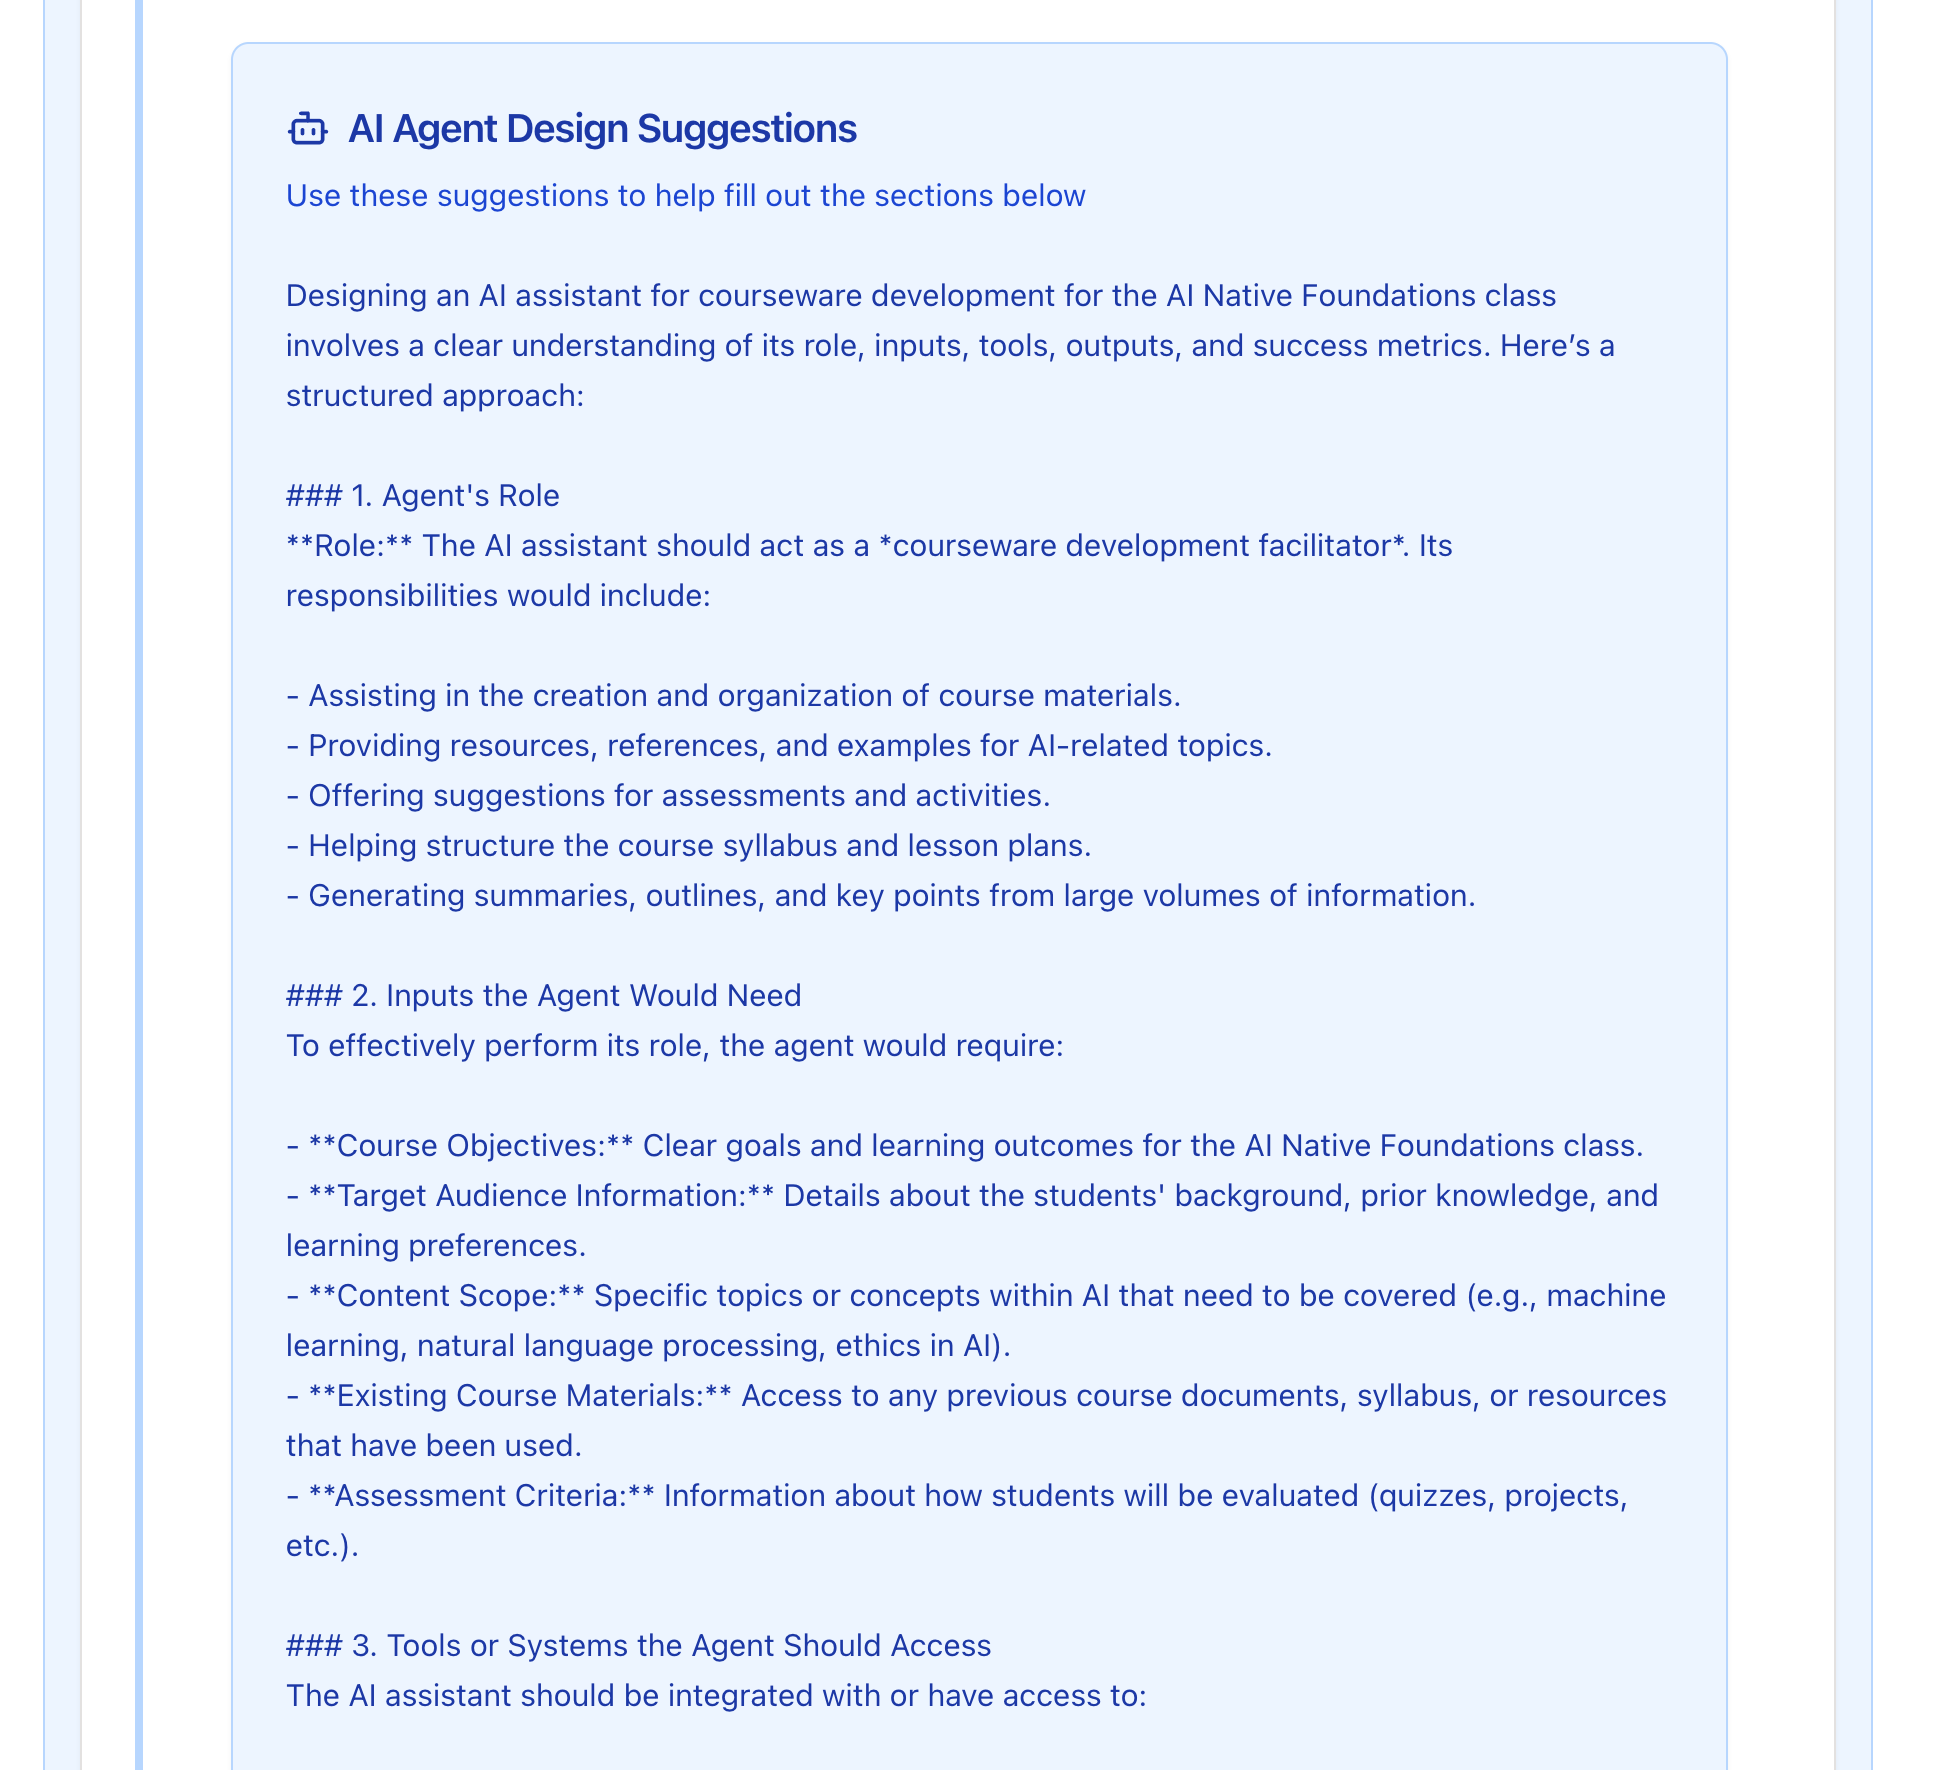 AI Agent Design Suggestions
Use these suggestions to help fill out the sections below
Designing an AI assistant for courseware development for the AI Native Foundations class
involves a clear understanding of its role, inputs, tools, outputs, and success metrics. Here’s a
structured approach:
### 1. Agent's Role
**Role:** The AI assistant should act as a *courseware development facilitator*. Its
responsibilities would include:
- Assisting in the creation and organization of course materials.
- Providing resources, references, and examples for AI-related topics.
- Offering suggestions for assessments and activities.
- Helping structure the course syllabus and lesson plans.
- Generating summaries, outlines, and key points from large volumes of information.
### 2. Inputs the Agent Would Need
To effectively perform its role, the agent would require:
- **Course Objectives:** Clear goals and learning outcomes for the AI Native Foundations class.
- **Target Audience Information:** Details about the students' background, prior knowledge, and
learning preferences.
- **Content Scope:** Specific topics or concepts within AI that need to be covered (e.g., machine
learning, natural language processing, ethics in AI).
- **Existing Course Materials:** Access to any previous course documents, syllabus, or resources
that have been used.
- **Assessment Criteria:** Information about how students will be evaluated (quizzes, projects,
etc.).
### 3. Tools or Systems the Agent Should Access
The AI assistant should be integrated with or have access to: